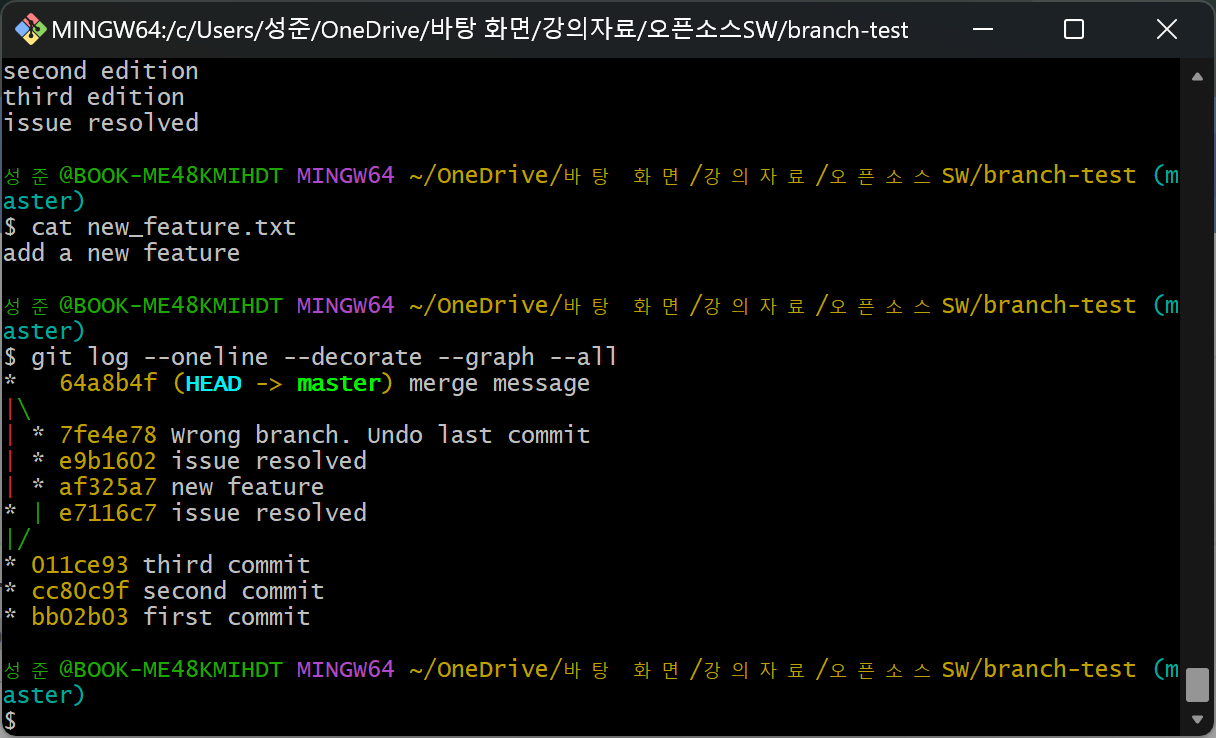 MINGW64:/c/Users/성준/OneDrive/바탕 화면/강의자료/오픈소스SW/branch-test
second edition
third edition
issue resolved
성준@BOOK-ME48KMIHDT MINGW64 ~/OneDrive/바탕 화면/강의자료/오픈소스SW/branch-test (m
aster)
$ cat new_feature.txt
add a new feature
성준@BOOK-ME48KMIHDT MINGW64 ~/OneDrive/바탕 화면/강의자료/오픈소스SW/branch-test (m
aster)
$ git log --oneline --decorate --graph --all
*   64a8b4f (HEAD -> master) merge message
|\
| * 7fe4e78 Wrong branch. Undo last commit
| * e9b1602 issue resolved
| * af325a7 new feature
* | e7116c7 issue resolved
|/
* 011ce93 third commit
* cc80c9f second commit
* bb02b03 first commit
성준@BOOK-ME48KMIHDT MINGW64 ~/OneDrive/바탕 화면/강의자료/오픈소스SW/branch-test (m
aster)
$